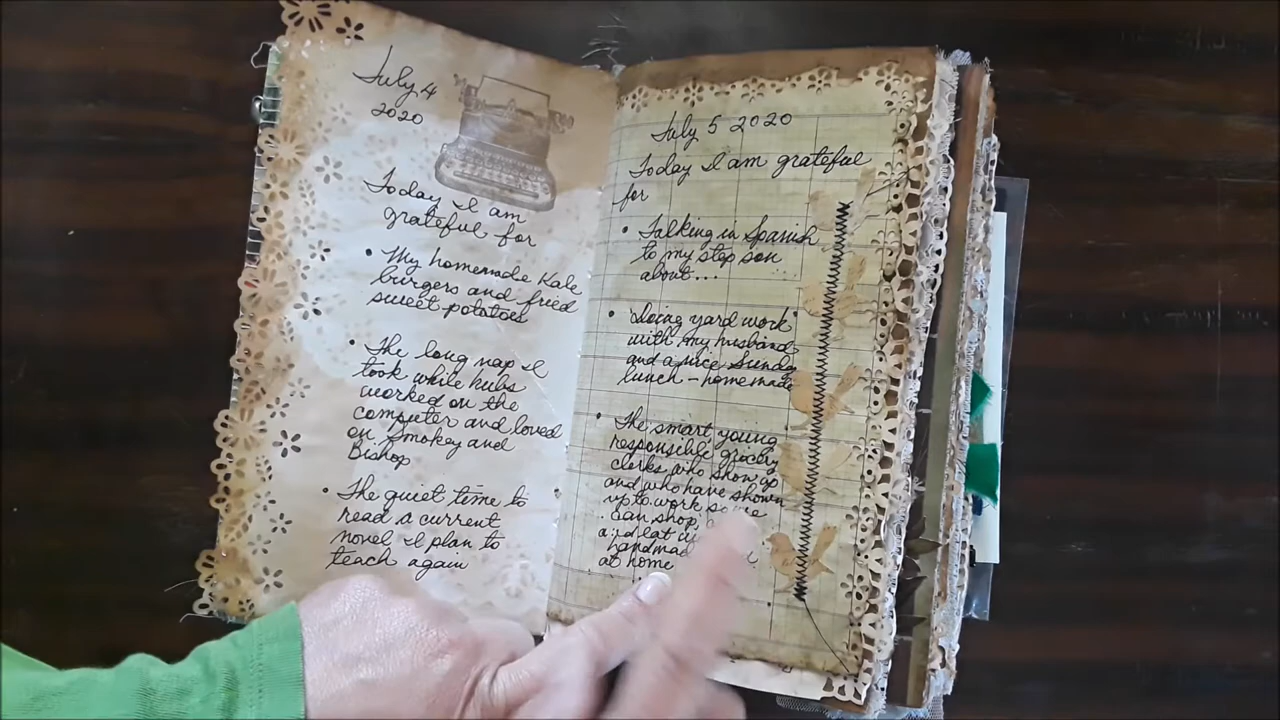 July 4
2020
Today I am
grateful for
• My homemade Kale
burgers and fried
sweet potatoes
• The long nap I
took while hubs
worked on the
computer and loved
on Smokey and
Bishop
• The quiet time to
read a current
novel I plan to
teach again
July 5 2020
Today I am grateful
for
• Talking in Spanish
to my step son
about...
• Doing yard work
with my husband
and a nice Sunday
lunch - homemade
• The smart young
responsible grocery
clerks who show up
and who have shown
up to work so we
can shop
eat
at home